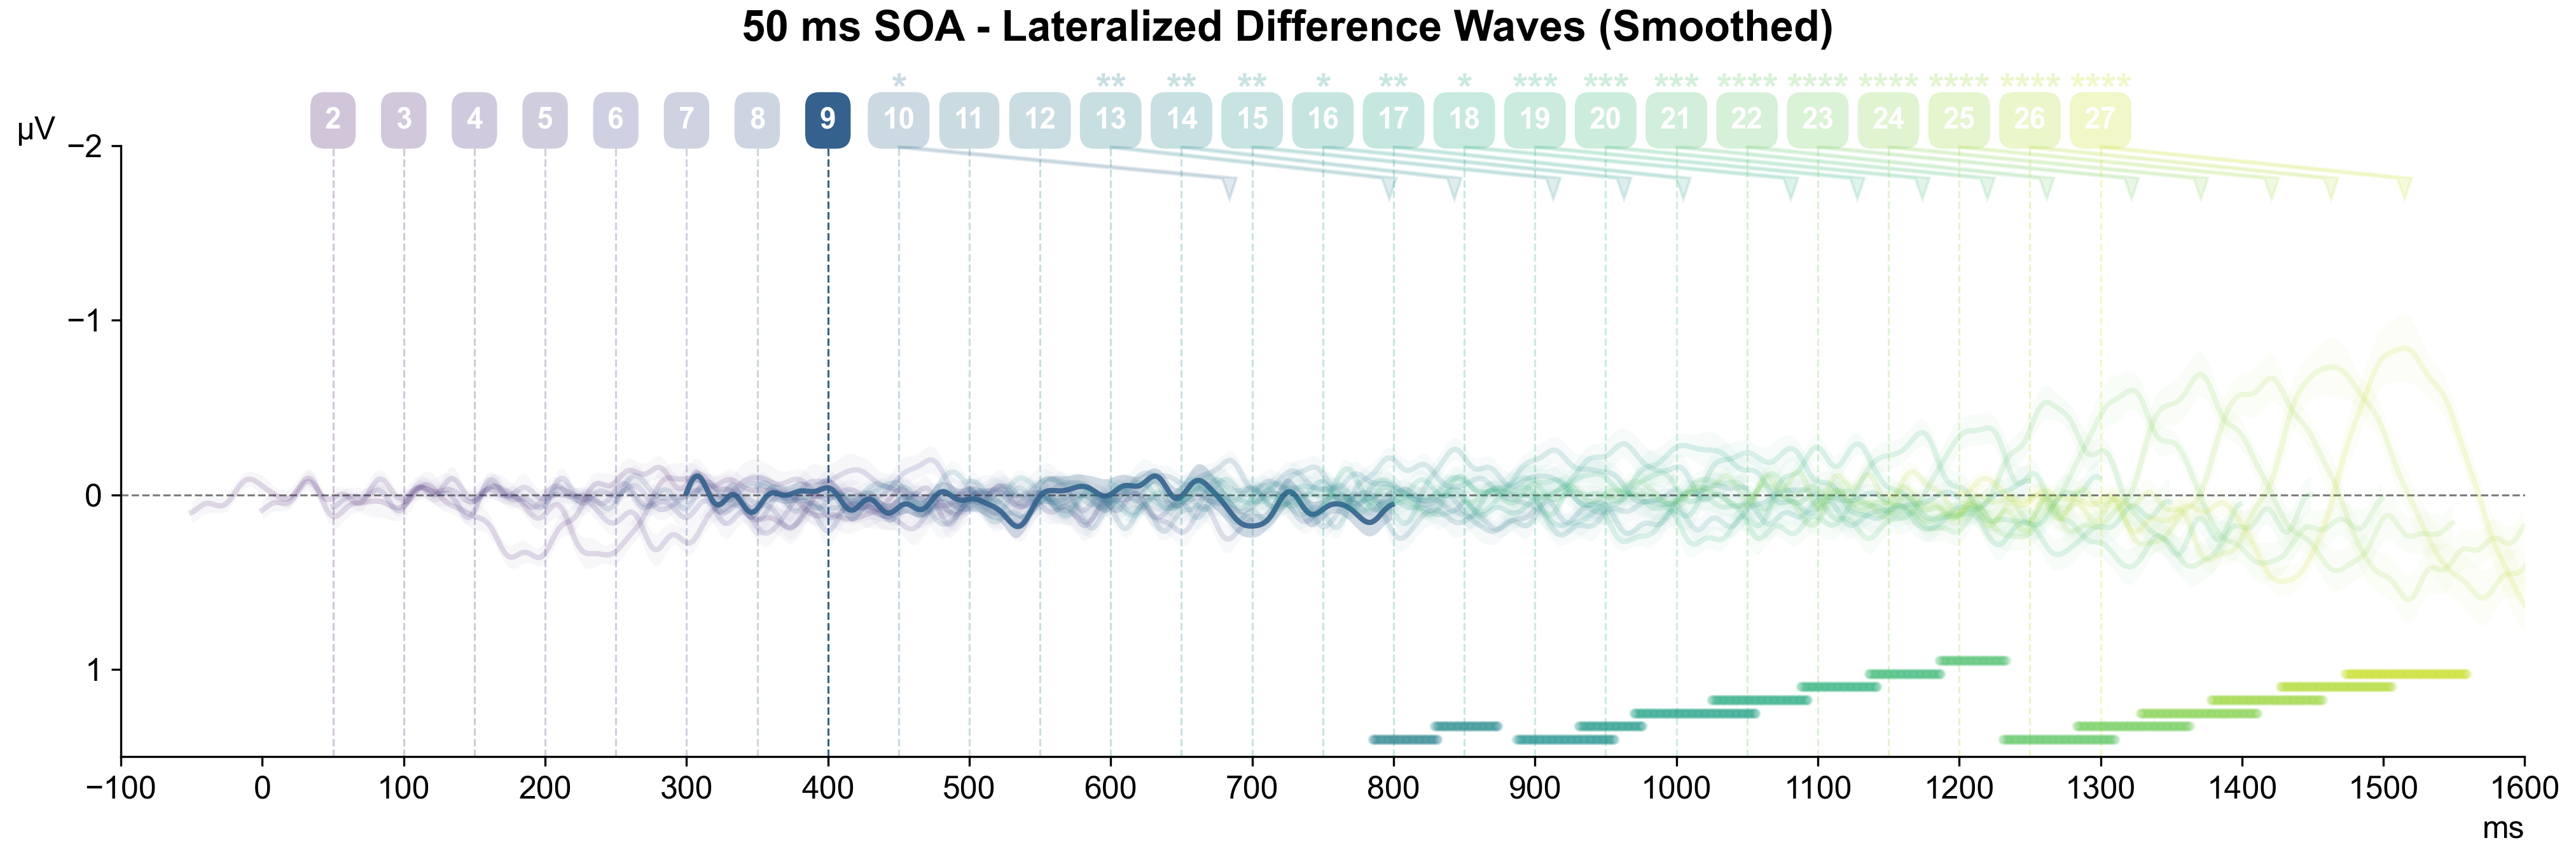 50 ms SOA - Lateralized Difference Waves (Smoothed)
* ** ** ** * ** * *** *** *** **** **** **** **** **** ****
2 3 4 5 6 7 8 9 10 11 12 13 14 15 16 17 18 19 20 21 22 23 24 25 26 27
µV
−2
−1
0
1
−100 0 100 200 300 400 500 600 700 800 900 1000 1100 1200 1300 1400 1500 1600
ms